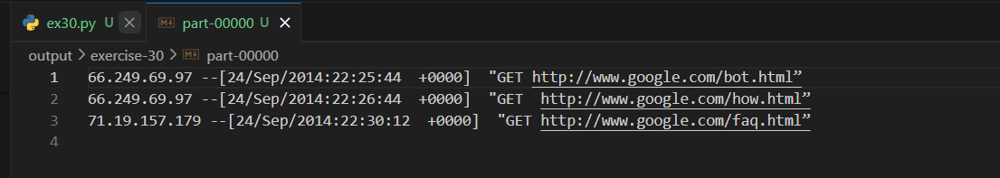 ex30.py U ×
part-00000 U ×
output > exercise-30 > part-00000
1 66.249.69.97 --[24/Sep/2014:22:25:44  +0000]  "GET http://www.google.com/bot.html”
2 66.249.69.97 --[24/Sep/2014:22:26:44  +0000]  "GET  http://www.google.com/how.html”
3 71.19.157.179 --[24/Sep/2014:22:30:12  +0000]  "GET http://www.google.com/faq.html”
4